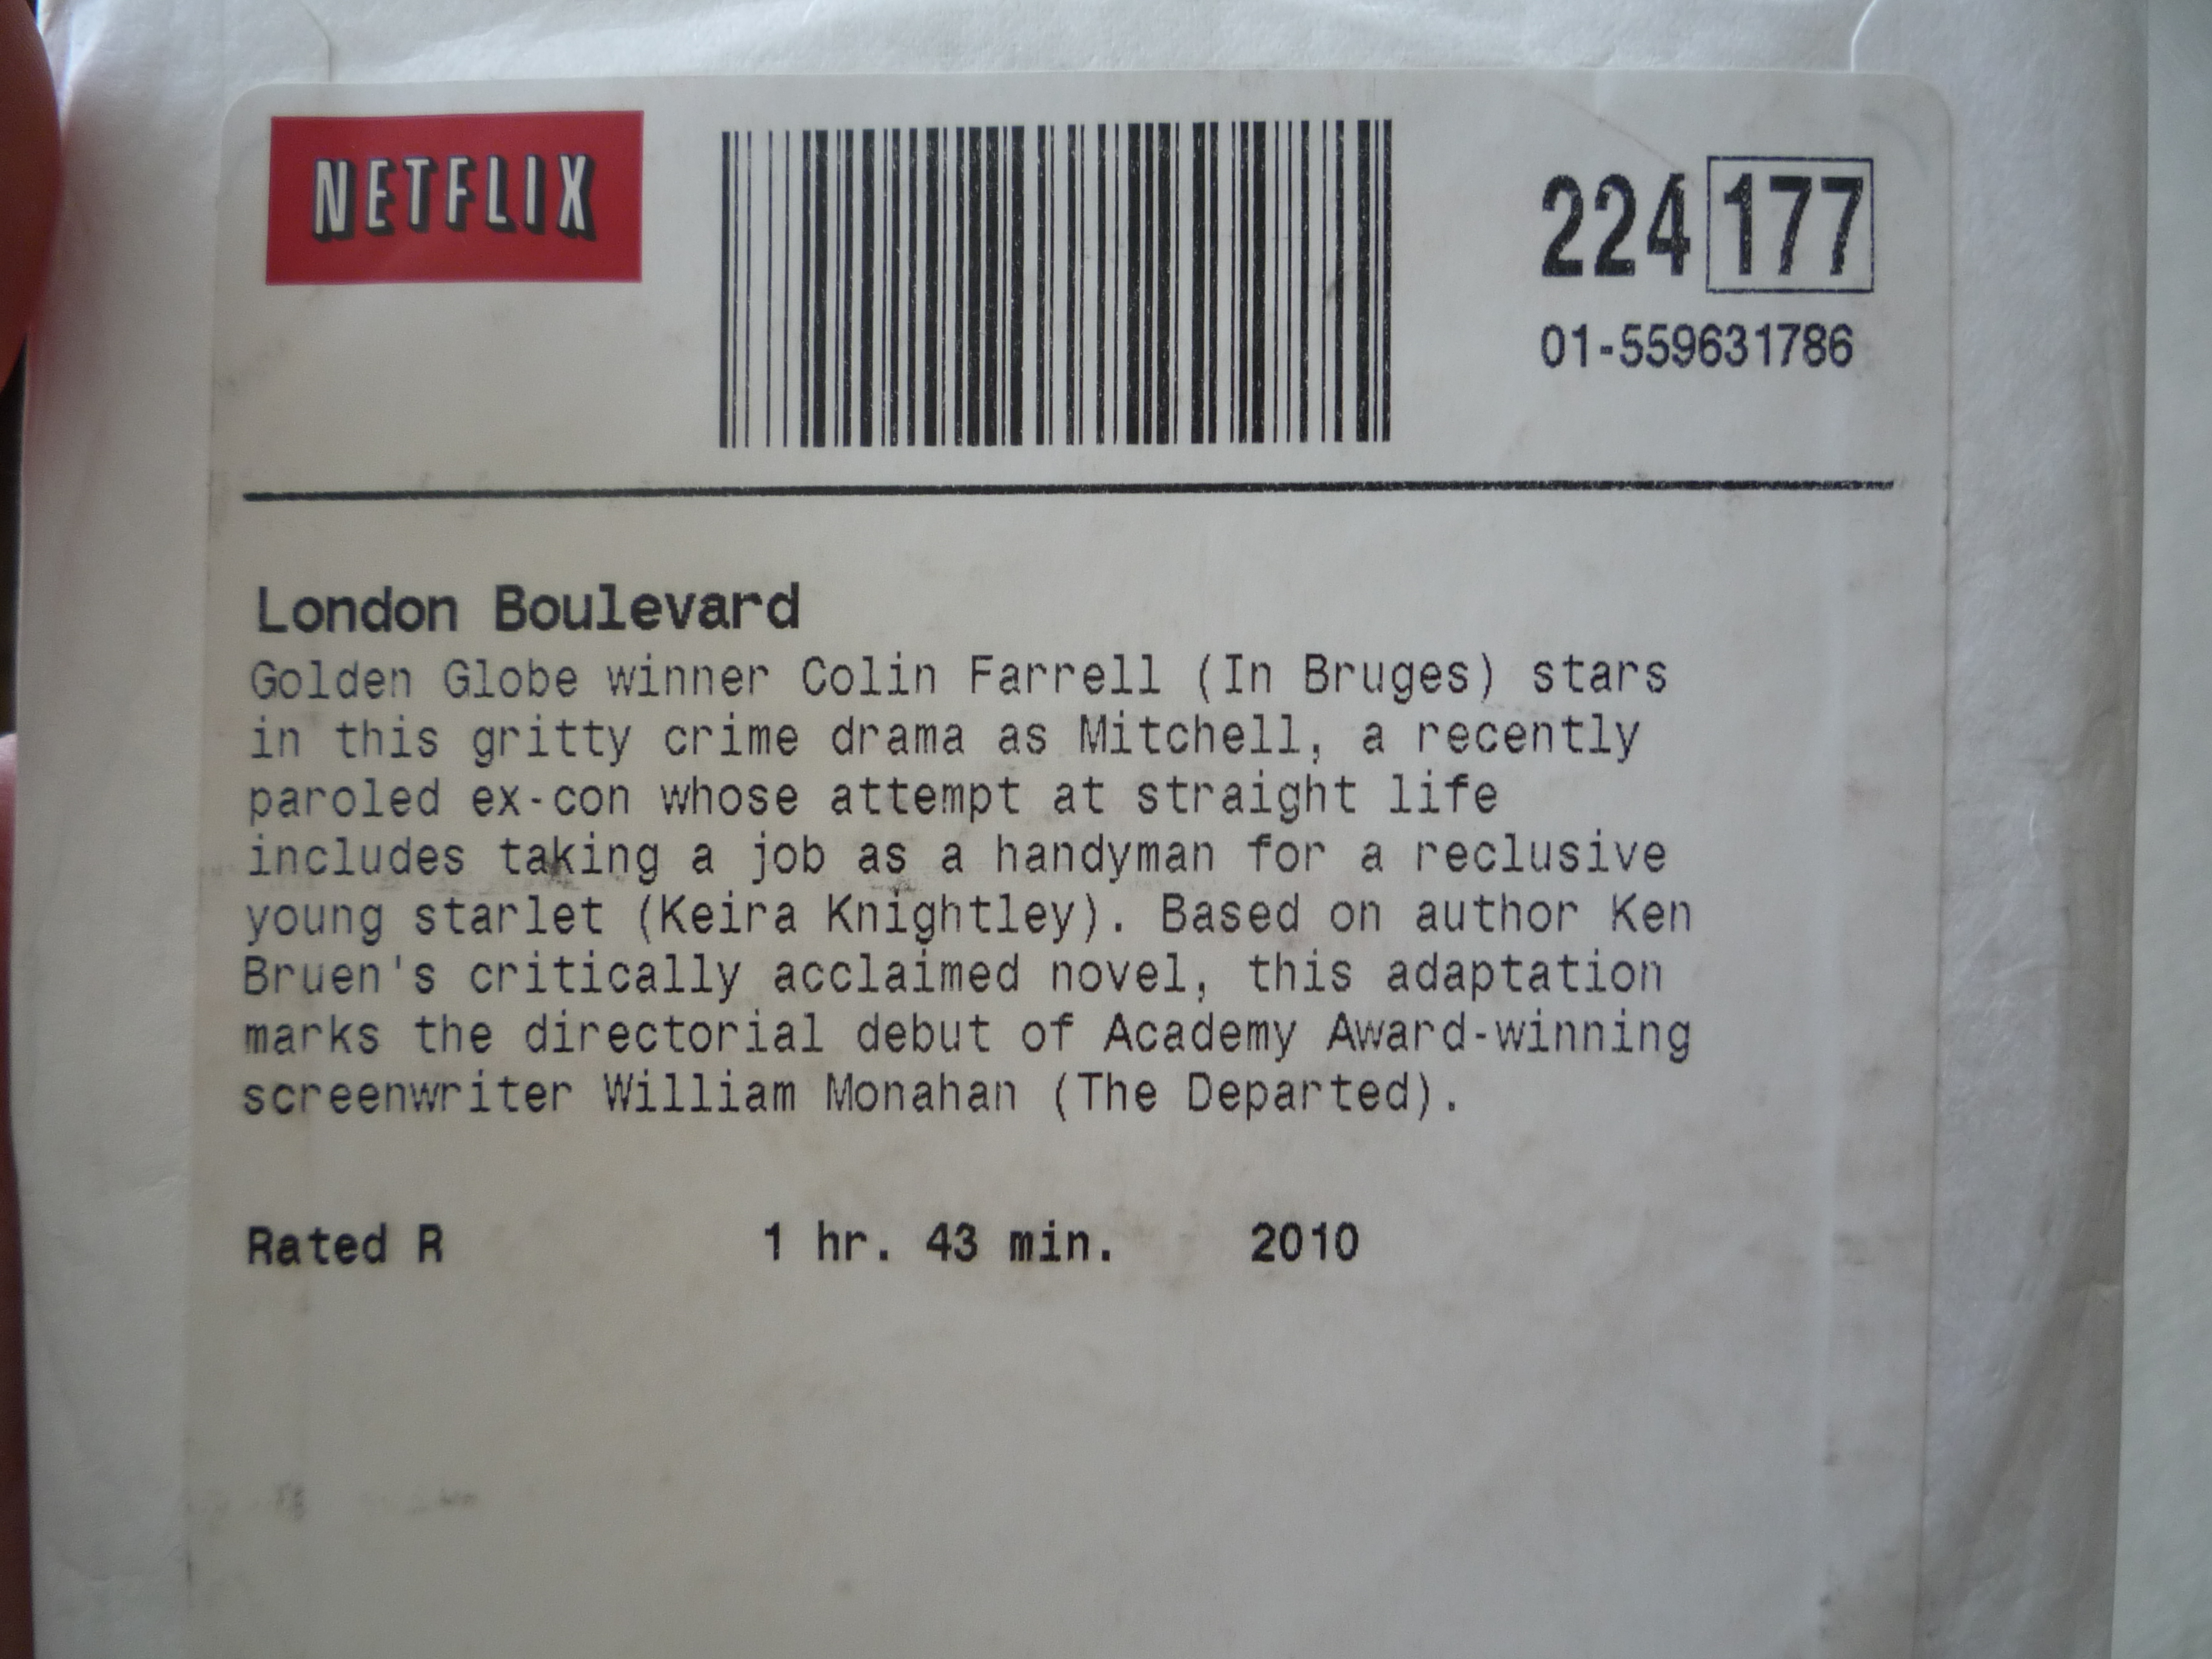 NETFLIX
224 177
01-559631786
London Boulevard
Golden Globe winner Colin Farrell (In Bruges) stars
in this gritty crime drama as Mitchell, a recently
paroled ex-con whose attempt at straight life
includes taking a job as a handyman for a reclusive
young starlet (Keira Knightley). Based on author Ken
Bruen's critically acclaimed novel, this adaptation
marks the directorial debut of Academy Award-winning
screenwriter William Monahan (The Departed).
Rated R 1 hr. 43 min. 2010